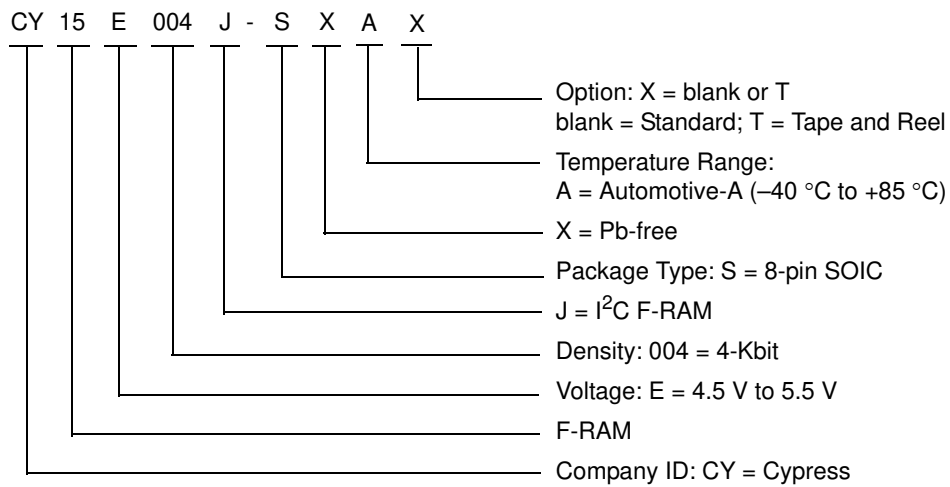 CY 15 E 004 J - S X A X
Option: X = blank or T
blank = Standard; T = Tape and Reel
Temperature Range:
A = Automotive-A (–40 °C to +85 °C)
X = Pb-free
Package Type: S = 8-pin SOIC
J = I²C F-RAM
Density: 004 = 4-Kbit
Voltage: E = 4.5 V to 5.5 V
F-RAM
Company ID: CY = Cypress